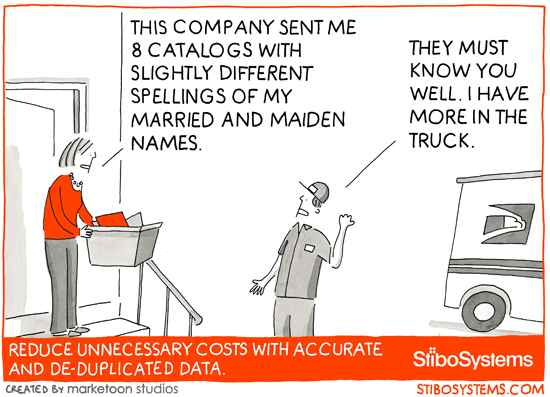 THIS COMPANY SENT ME
8 CATALOGS WITH
SLIGHTLY DIFFERENT
SPELLINGS OF MY
MARRIED AND MAIDEN
NAMES.
THEY MUST
KNOW YOU
WELL. I HAVE
MORE IN THE
TRUCK.
REDUCE UNNECESSARY COSTS WITH ACCURATE
AND DE-DUPLICATED DATA.
StiboSystems
CREATED BY marketoon studios
STIBOSYSTEMS.COM